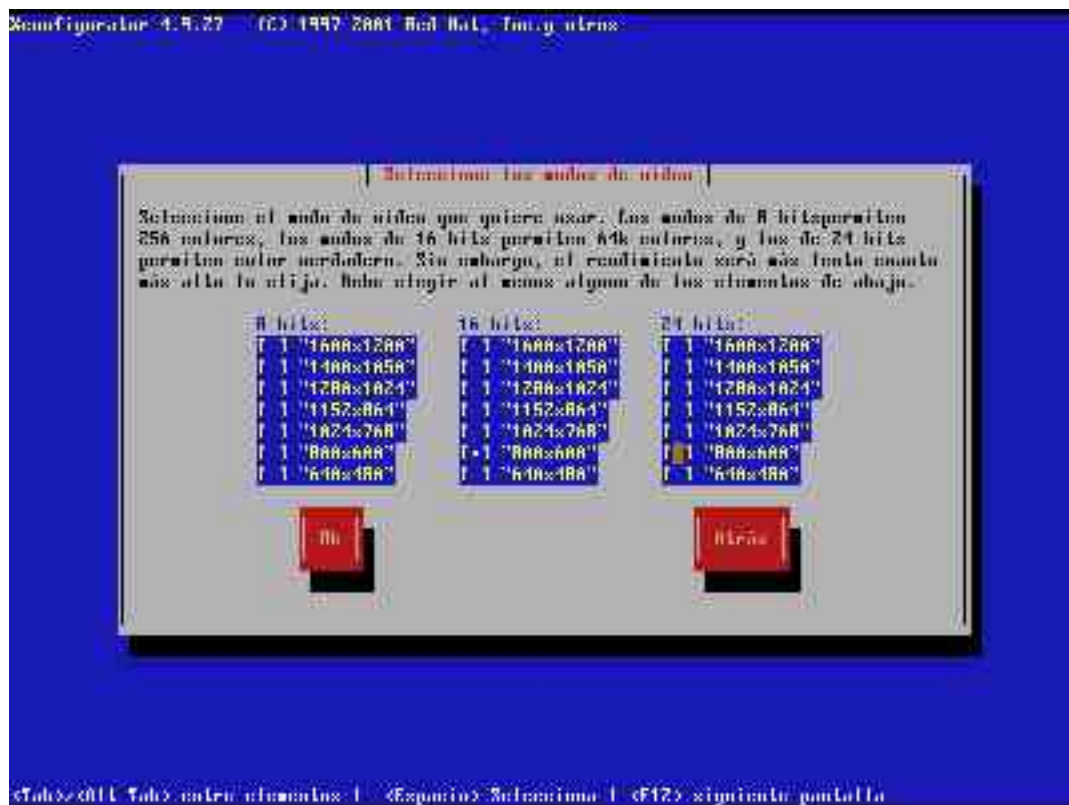 Xconfigurator 4.9.27 (C) 1997-2001 Red Hat, Inc.y otros
Seleccione los modos de video
Seleccione el modo de video que quiere usar. Los modos de 8 bitspermiten
256 colores, los modos de 16 bits permiten 64k colores, y los de 24 bits
permiten color verdadero. Sin embargo, el rendimiento será más lento cuanto
más alto lo elija. Debe elegir al menos alguno de los elementos de abajo.
8 bits: 16 bits: 24 bits:
[ ] "1600x1200" [ ] "1600x1200" [ ] "1600x1200"
[ ] "1400x1050" [ ] "1400x1050" [ ] "1400x1050"
[ ] "1280x1024" [ ] "1280x1024" [ ] "1280x1024"
[ ] "1152x864" [ ] "1152x864" [ ] "1152x864"
[ ] "1024x768" [ ] "1024x768" [ ] "1024x768"
[ ] "800x600" [*] "800x600" [ ] "800x600"
[ ] "640x480" [ ] "640x480" [ ] "640x480"
Ok Atrás
<Tab>/<Alt-Tab> entre elementos | <Espacio> Selecciona | <F12> siguiente pantalla